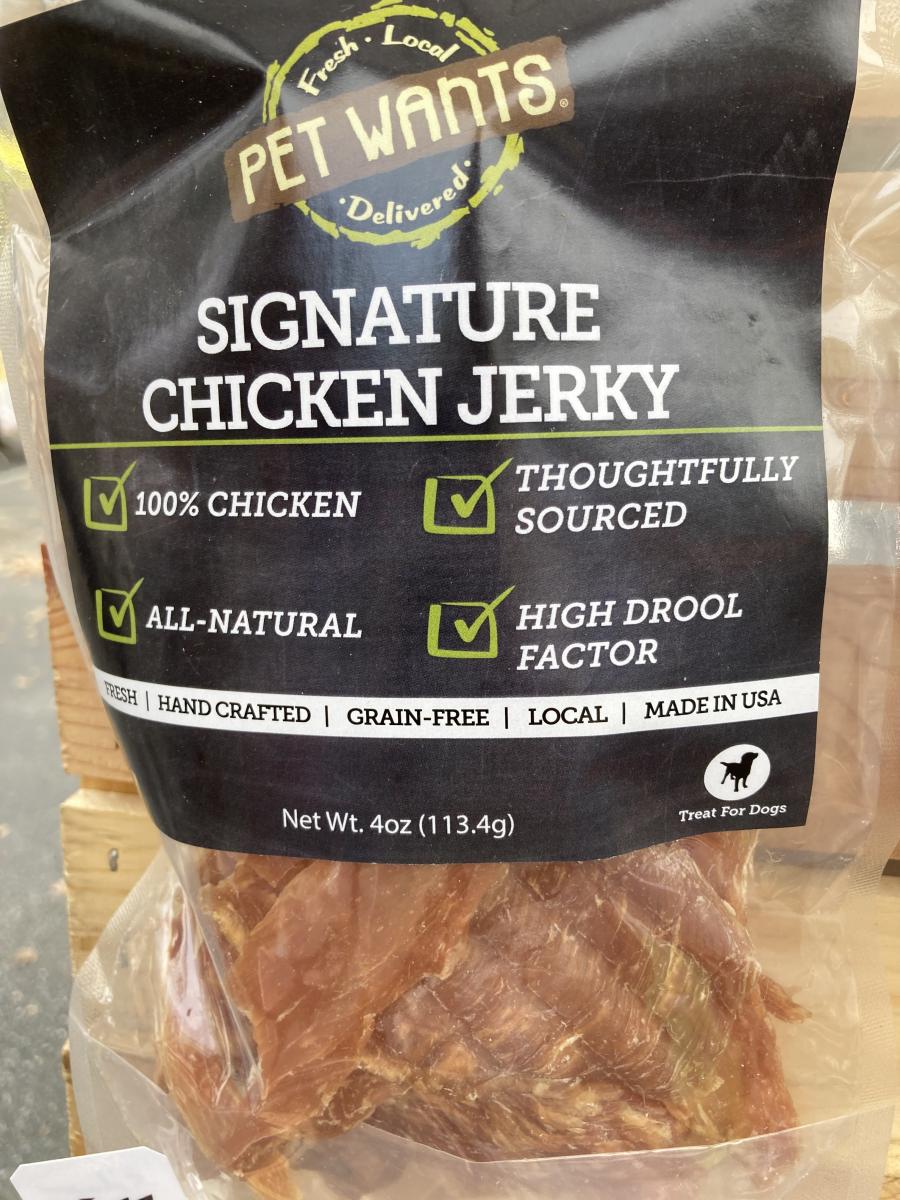 Fresh · Local
PET WANTS®
·Delivered·
SIGNATURE
CHICKEN JERKY
100% CHICKEN
THOUGHTFULLY
SOURCED
ALL-NATURAL
HIGH DROOL
FACTOR
FRESH | HAND CRAFTED | GRAIN-FREE | LOCAL | MADE IN USA
Net Wt. 4oz (113.4g)
Treat For Dogs